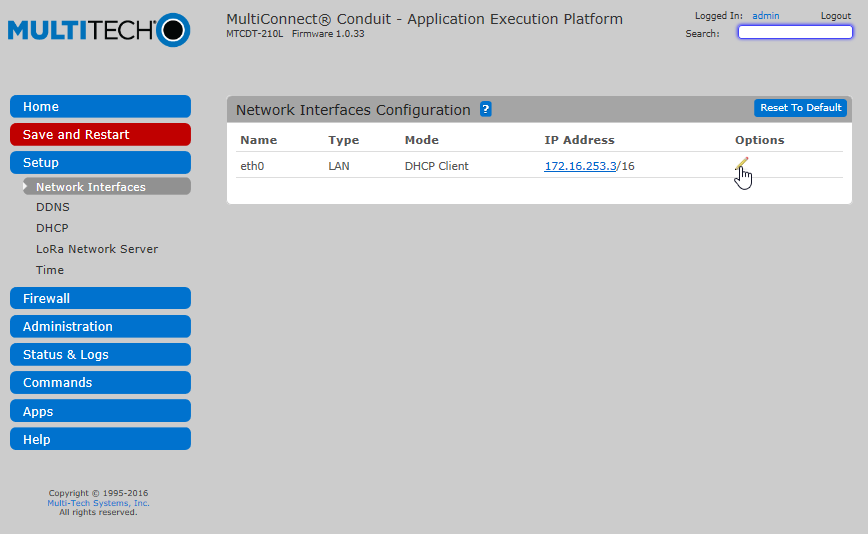 MULTITECH®
MultiConnect® Conduit - Application Execution Platform
MTCDT-210L Firmware 1.0.33
Logged In: admin Logout
Search:
Home
Save and Restart
Setup
Network Interfaces
DDNS
DHCP
LoRa Network Server
Time
Firewall
Administration
Status & Logs
Commands
Apps
Help
Network Interfaces Configuration ? Reset To Default
Name Type Mode IP Address Options
eth0 LAN DHCP Client 172.16.253.3/16
Copyright © 1995-2016
Multi-Tech Systems, Inc.
All rights reserved.